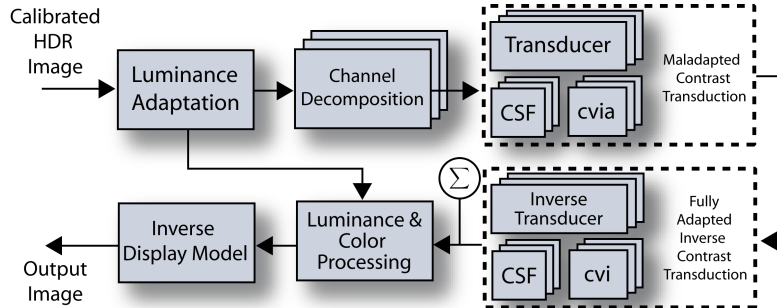 Calibrated
HDR
Image
Luminance
Adaptation
Channel
Decomposition
Transducer
CSF
cvia
Maladapted
Contrast
Transduction
Inverse
Transducer
CSF
cvi
Fully
Adapted
Inverse
Contrast
Transduction
Σ
Luminance &
Color
Processing
Inverse
Display Model
Output
Image